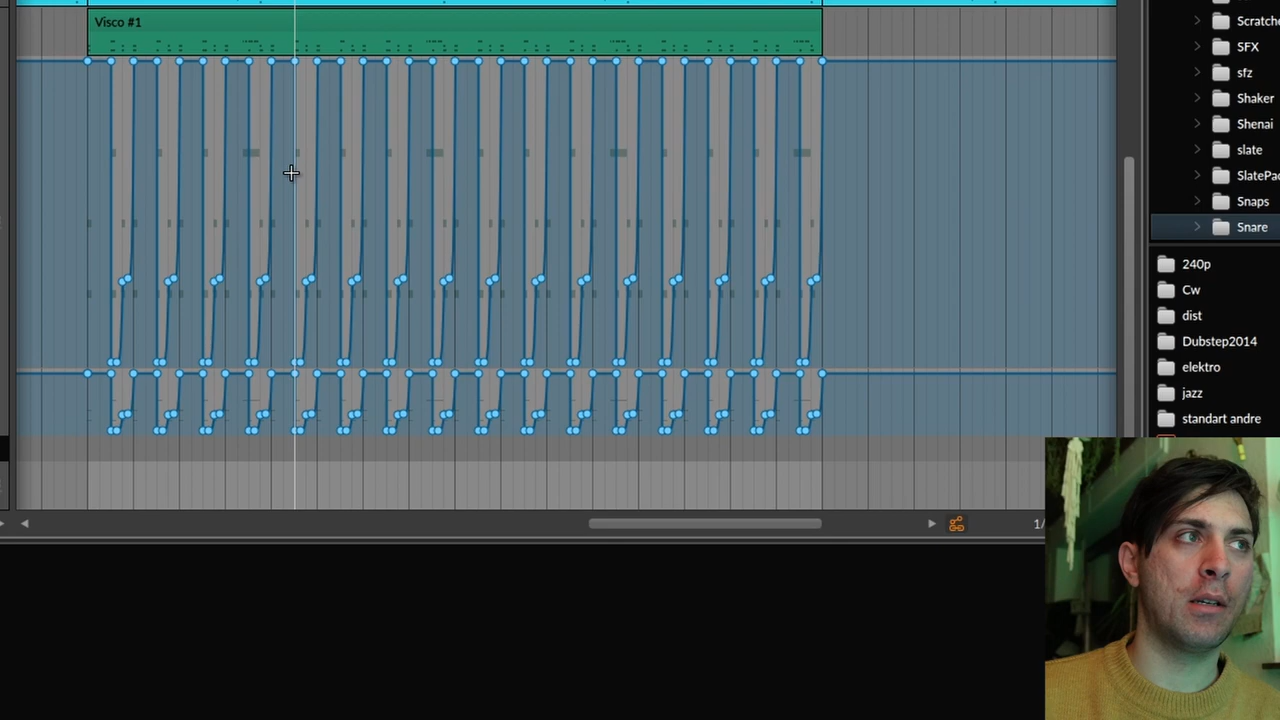 Visco #1
Scratche
SFX
sfz
Shaker
Shenai
slate
SlatePac
Snaps
Snare
240p
Cw
dist
Dubstep2014
elektro
jazz
standart andre
1/